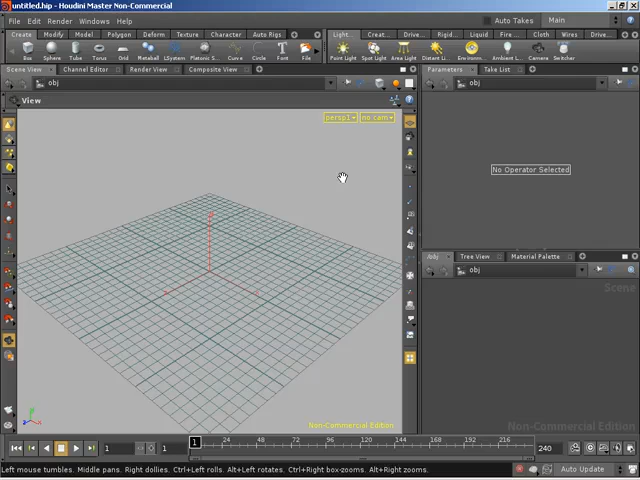 untitled.hip - Houdini Master Non-Commercial
File Edit Render Windows Help Auto Takes Main
Create Modify Model Polygon Deform Texture Character Auto Rigs Light... Creat... Drive... Rigid... Liquid... Fire... Cloth Wires Drive...
Box Sphere Torus Grid Metaball L-System Platonic S... Curve Circle Font File... Point Light Spot Light Area Light Environ... Ambient L... Camera Switcher
Scene View Channel Editor Render View Composite View Parameters Take List
obj obj
View
persp1 no cam
No Operator Selected
/obj Tree View Material Palette
obj
Scene
Non-Commercial Edition
Non-Commercial Edition
1 1 1 24 48 72 96 120 144 168 192 216 240
Left mouse tumbles. Middle pans. Right dollies. Ctrl+Left rolls. Alt+Left rotates. Ctrl+Right box-zooms. Alt+Right zooms. Auto Update